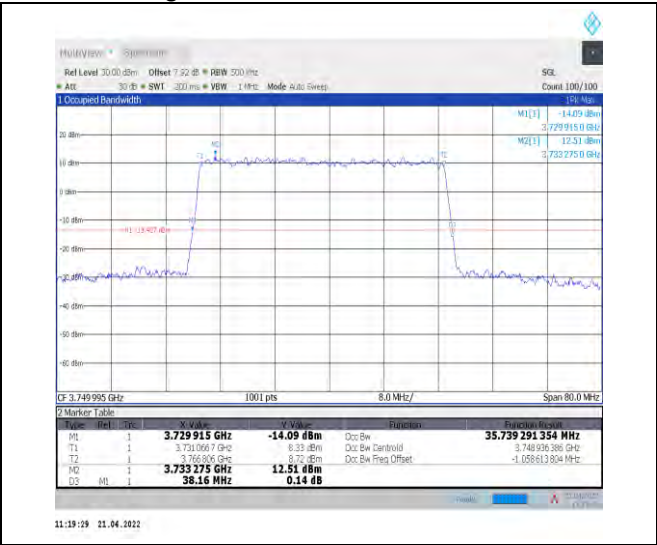 MultiView Spectrum
Ref Level 30.00 dBm Offset 7.92 dB RBW 500 kHz SGL
Att 30 dB SWT 200 ms VBW 1 MHz Mode Auto Sweep Count 100/100
1 Occupied Bandwidth 1Pk Max
M1[1] -14.09 dBm
3.729 915 0 GHz
20 dBm
M2[1] 12.51 dBm
3.733 275 0 GHz
M2
T1 T2
10 dBm
0 dBm
-10 dBm
H1 -13.487 dBm
-20 dBm
-30 dBm
-40 dBm
-50 dBm
-60 dBm
CF 3.749 995 GHz 1001 pts 8.0 MHz/ Span 80.0 MHz
2 Marker Table
Type Ref Trc X Value Y Value Function Function Result
M1 1 3.729 915 GHz -14.09 dBm Occ Bw 35.739 291 354 MHz
T1 1 3.731 066 7 GHz 8.33 dBm Occ Bw Centroid 3.748 936 386 GHz
T2 1 3.766 806 GHz 8.72 dBm Occ Bw Freq Offset -1.058 613 804 MHz
M2 1 3.733 275 GHz 12.51 dBm
D3 M1 1 38.16 MHz 0.14 dB
11:19:29 21.04.2022